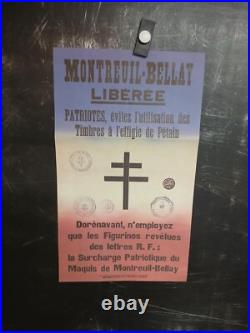 MONTREUIL-BELLAY
LIBÉRÉE
PATRIOTES, évitez l'utilisation des
Timbres à l'effigie de Pétain
Dorénavant, n'employez
que les Figurines revêtues
des lettres R. F. :
la Surcharge Patriotique du
Maquis de Montreuil-Bellay